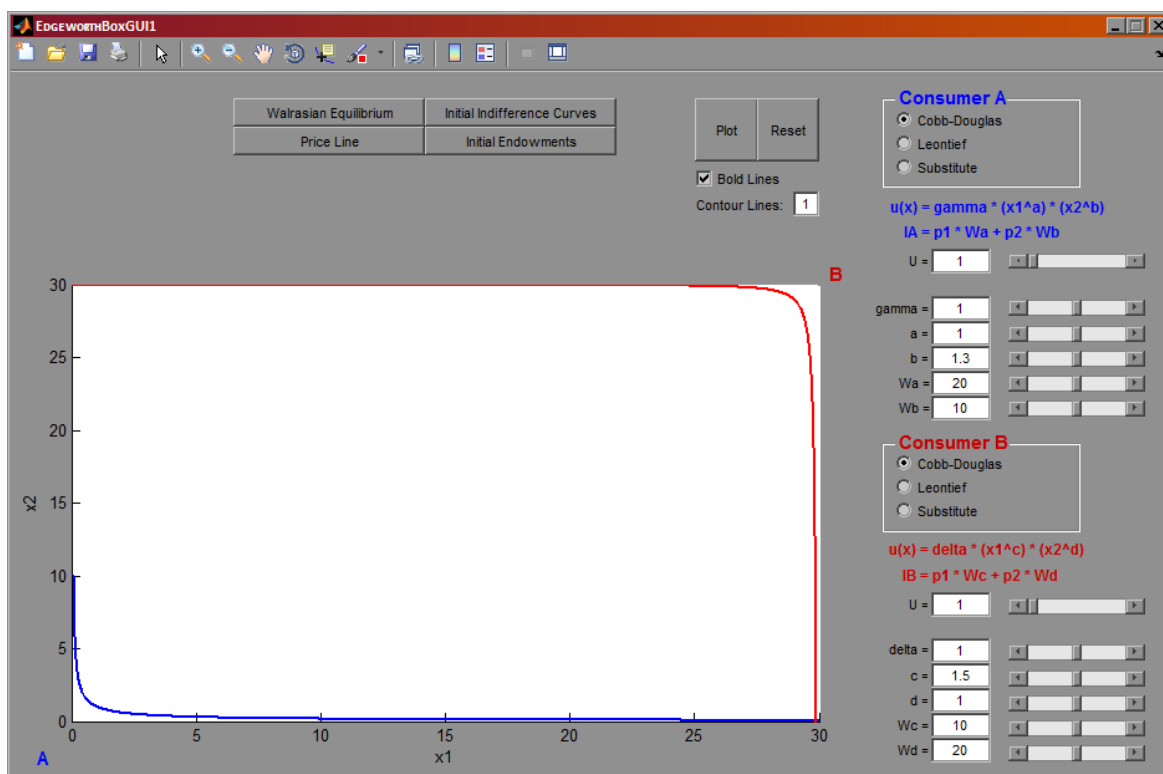 EdgeworthBoxGUI1
Walrasian Equilibrium
Initial Indifference Curves
Price Line
Initial Endowments
Plot
Reset
Bold Lines
Contour Lines: 1
Consumer A
Cobb-Douglas
Leontief
Substitute
u(x) = gamma * (x1^a) * (x2^b)
IA = p1 * Wa + p2 * Wb
U = 1
gamma = 1
a = 1
b = 1.3
Wa = 20
Wb = 10
Consumer B
Cobb-Douglas
Leontief
Substitute
u(x) = delta * (x1^c) * (x2^d)
IB = p1 * Wc + p2 * Wd
U = 1
delta = 1
c = 1.5
d = 1
Wc = 10
Wd = 20
B
30
25
20
15
10
5
0
x2
0 5 10 15 20 25 30
x1
A